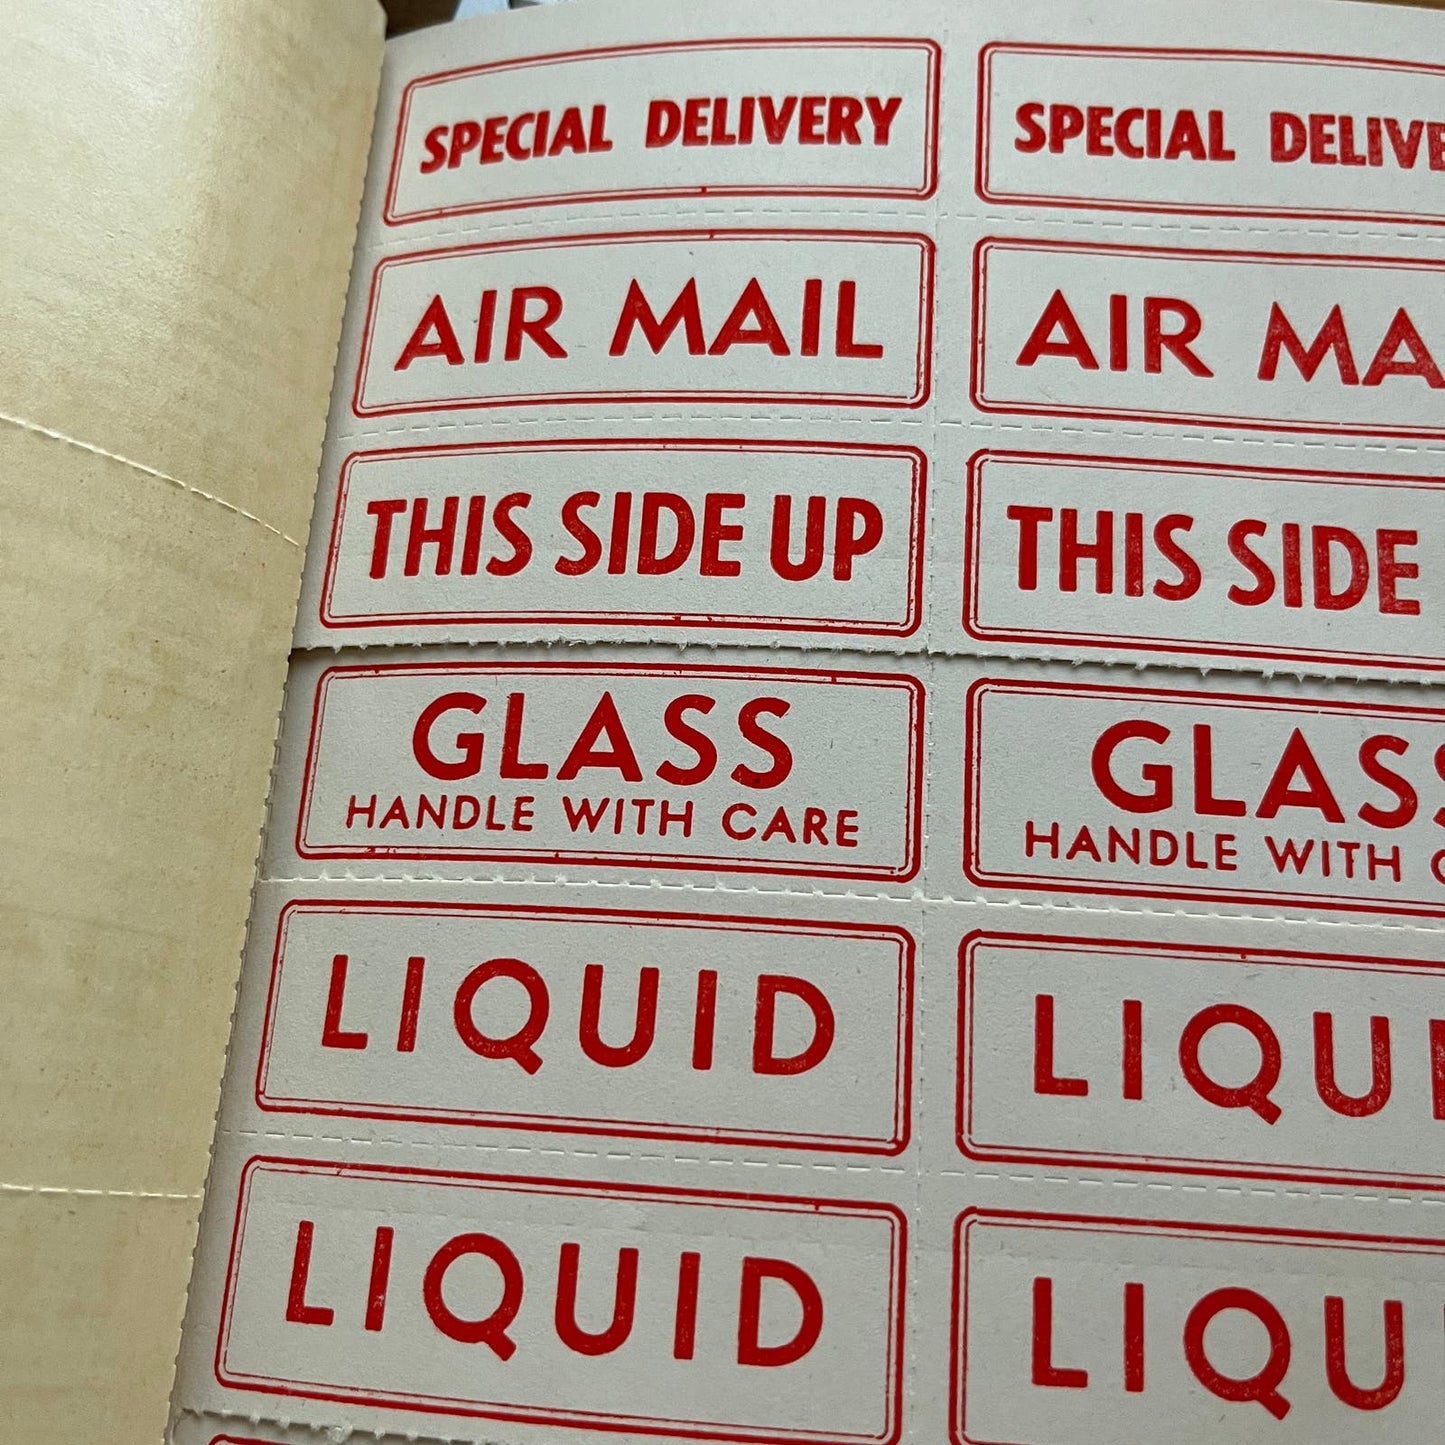 SPECIAL DELIVERY
SPECIAL DELIVE
AIR MAIL
AIR MA
THIS SIDE UP
THIS SIDE
GLASS
HANDLE WITH CARE
GLASS
HANDLE WITH
LIQUID
LIQUI
LIQUID
LIQU